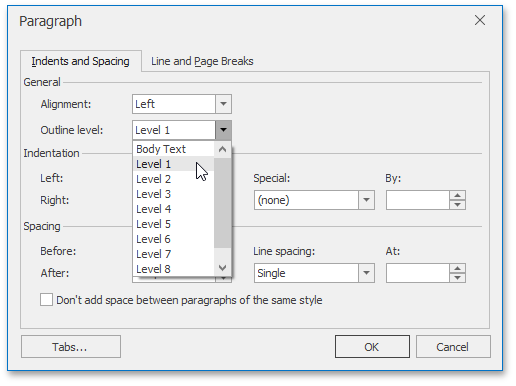 Paragraph
Indents and Spacing
Line and Page Breaks
General
Alignment:
Left
Outline level:
Level 1
Body Text
Level 1
Level 2
Level 3
Level 4
Level 5
Level 6
Level 7
Level 8
Indentation
Left:
Special:
By:
Right:
(none)
Spacing
Before:
Line spacing:
At:
After:
Single
Don't add space between paragraphs of the same style
Tabs...
OK
Cancel